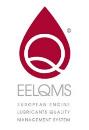 Q
EELQMS
EUROPEAN ENGINE
LUBRICANTS QUALITY
MANAGEMENT SYSTEM